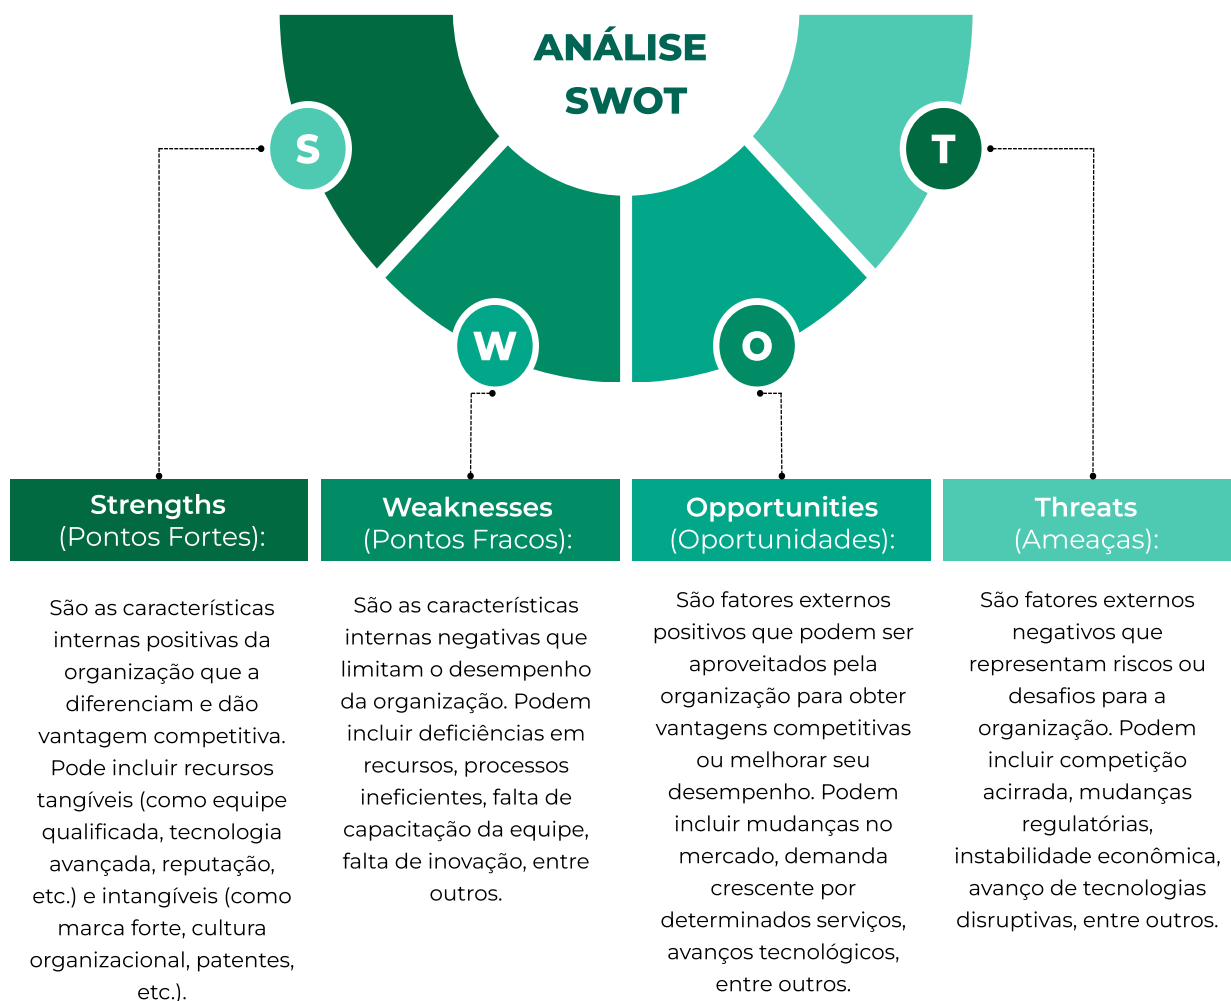 ANÁLISE
SWOT
S
W
O
T
Strengths
(Pontos Fortes):
São as características
internas positivas da
organização que a
diferenciam e dão
vantagem competitiva.
Pode incluir recursos
tangíveis (como equipe
qualificada, tecnologia
avançada, reputação,
etc.) e intangíveis (como
marca forte, cultura
organizacional, patentes,
etc.).
Weaknesses
(Pontos Fracos):
São as características
internas negativas que
limitam o desempenho
da organização. Podem
incluir deficiências em
recursos, processos
ineficientes, falta de
capacitação da equipe,
falta de inovação, entre
outros.
Opportunities
(Oportunidades):
São fatores externos
positivos que podem ser
aproveitados pela
organização para obter
vantagens competitivas
ou melhorar seu
desempenho. Podem
incluir mudanças no
mercado, demanda
crescente por
determinados serviços,
avanços tecnológicos,
entre outros.
Threats
(Ameaças):
São fatores externos
negativos que
representam riscos ou
desafios para a
organização. Podem
incluir competição
acirrada, mudanças
regulatórias,
instabilidade econômica,
avanço de tecnologias
disruptivas, entre outros.